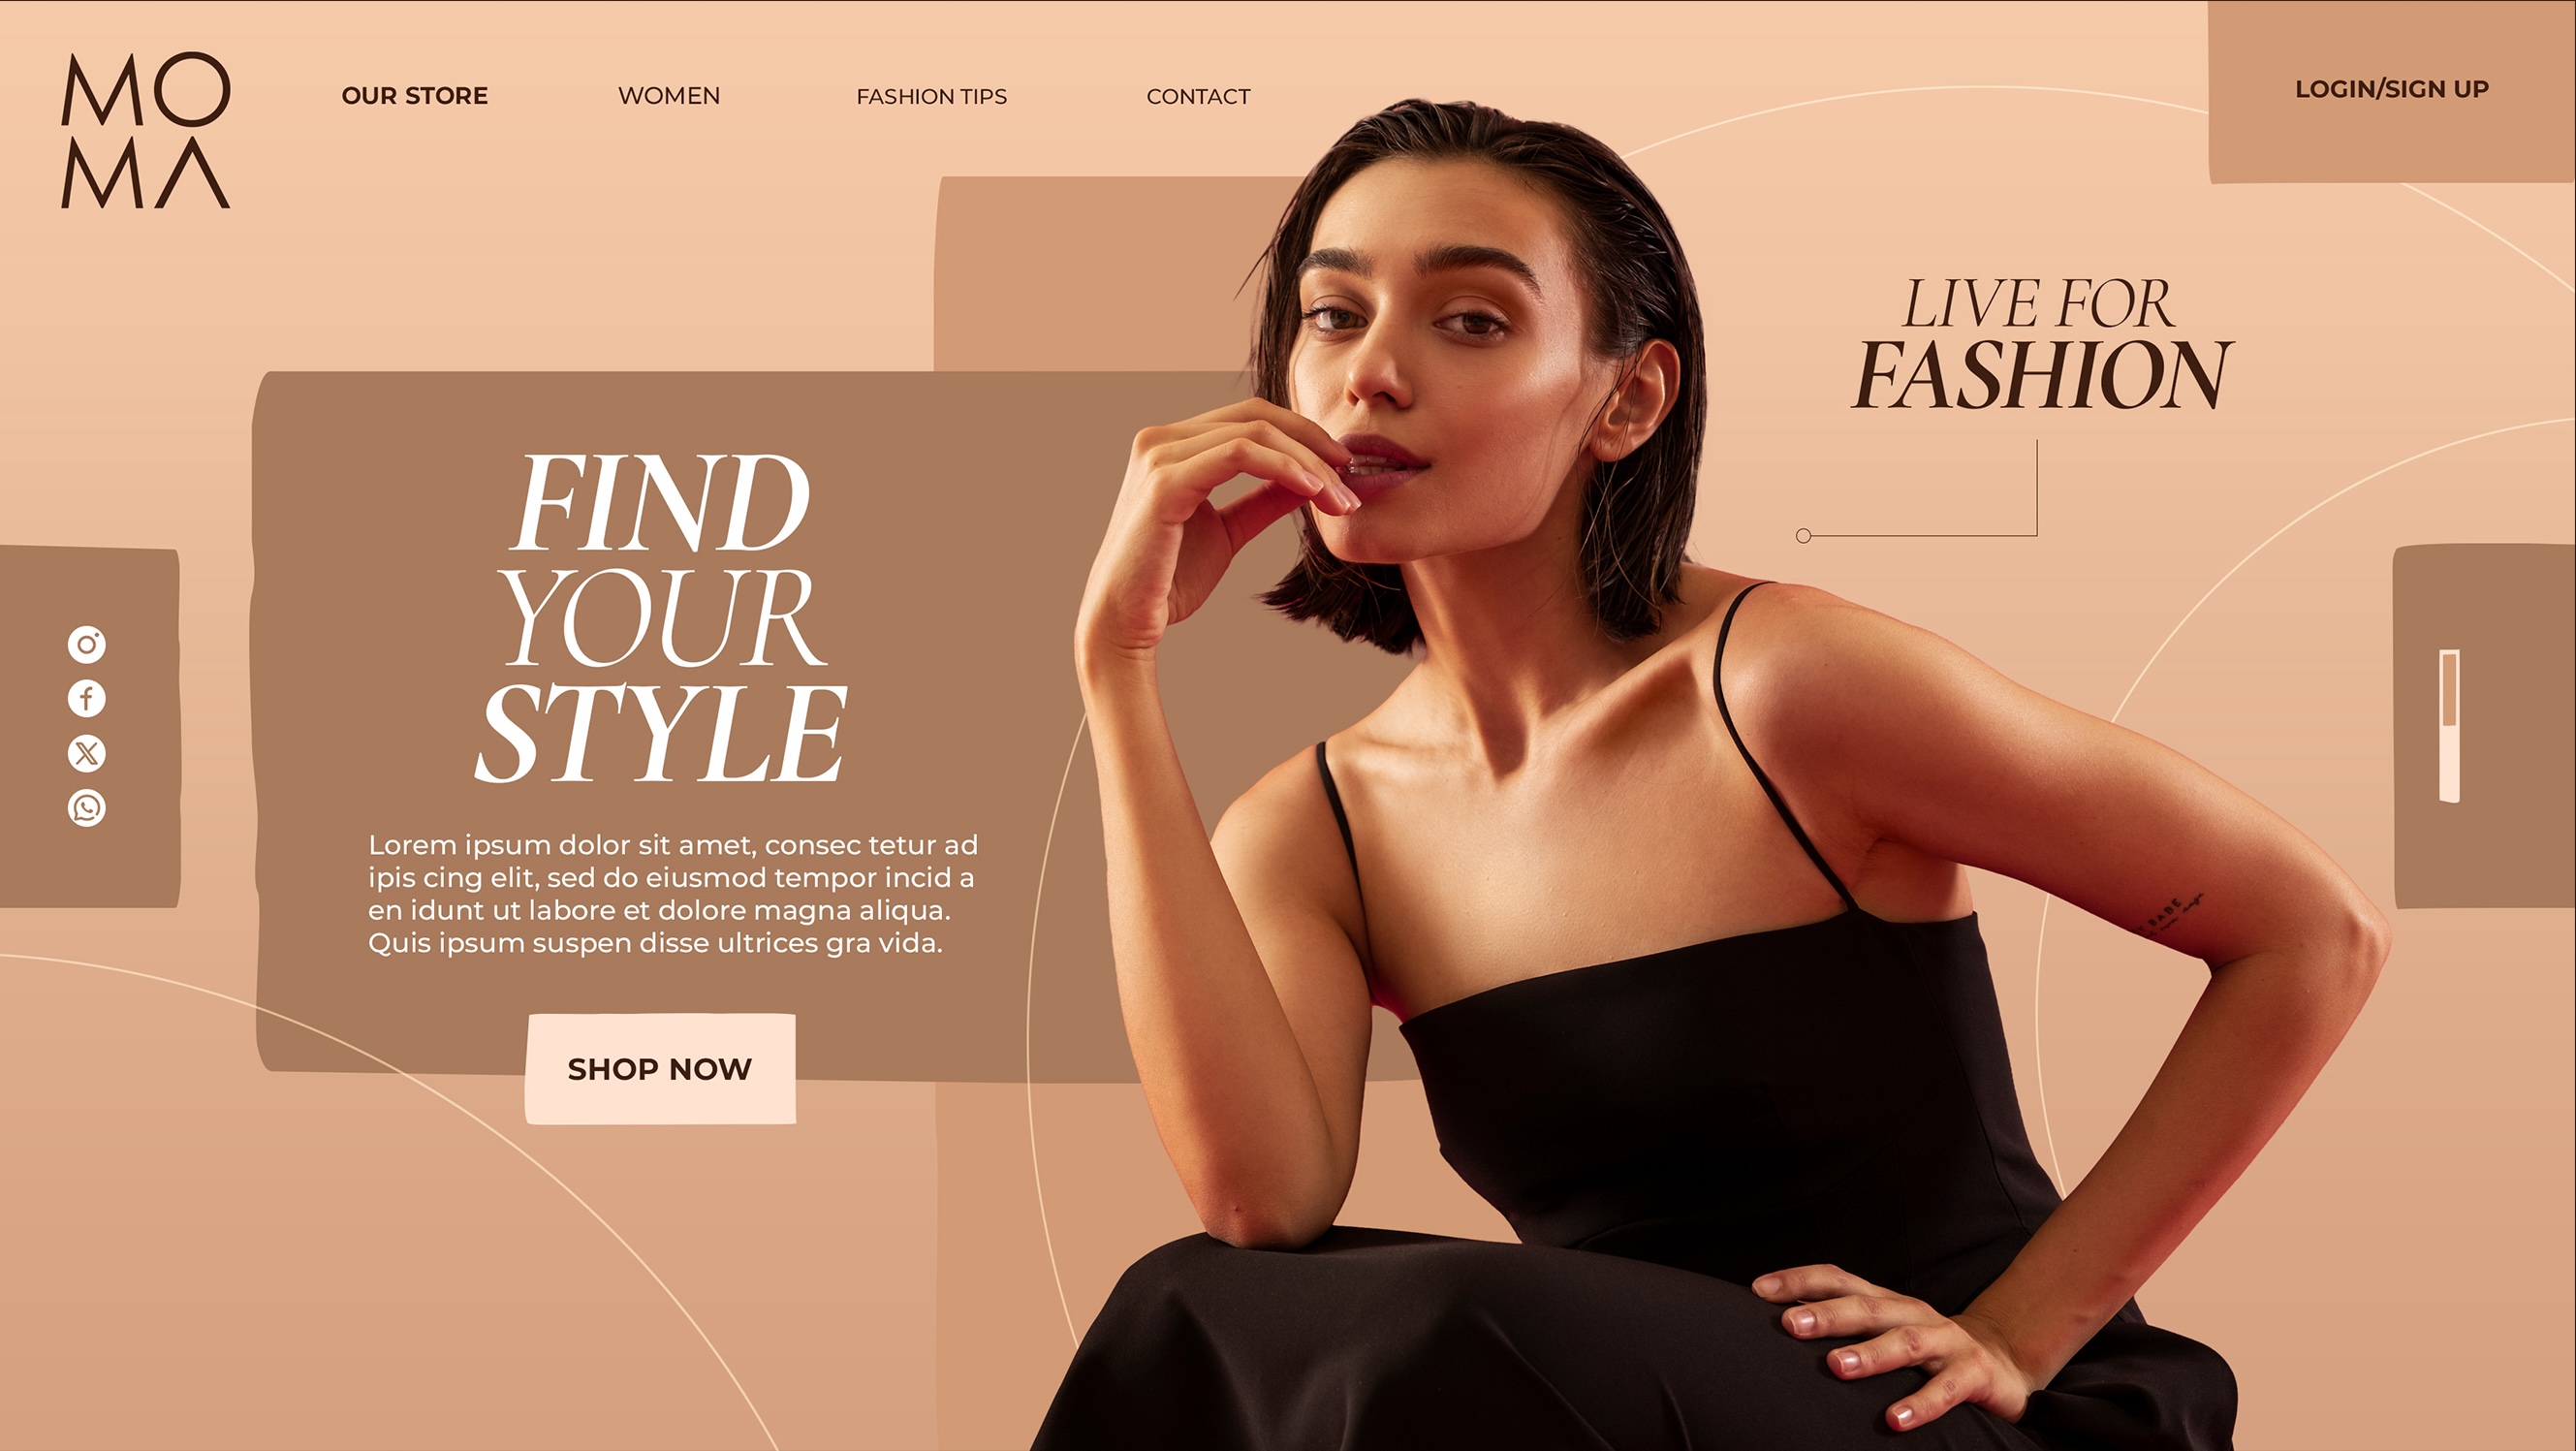 MO
MA
OUR STORE
WOMEN
FASHION TIPS
CONTACT
LOGIN/SIGN UP
LIVE FOR
FASHION
FIND
YOUR
STYLE
Lorem ipsum dolor sit amet, consec tetur ad
ipis cing elit, sed do eiusmod tempor incid a
en idunt ut labore et dolore magna aliqua.
Quis ipsum suspen disse ultrices gra vida.
SHOP NOW